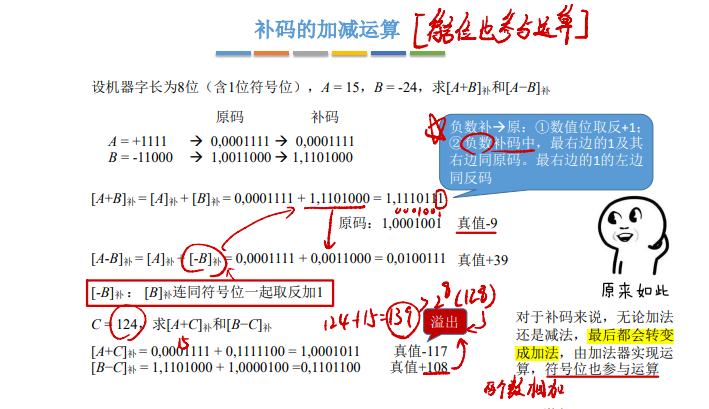 补码的加减运算 [符号位也参与运算]
设机器字长为8位（含1位符号位），A = 15，B = -24，求[A+B]补和[A−B]补
原码 补码
A = +1111 → 0,0001111 → 0,0001111
B = -11000 → 1,0011000 → 1,1101000
负数补→原：①数值位取反+1；
②负数补码中，最右边的1及其
右边同原码。最右边的1的左边
同反码
[A+B]补 = [A]补 + [B]补 = 0,0001111 + 1,1101000 = 1,1110111
0001001
原码：1,0001001 真值-9
[A-B]补 = [A]补 + [-B]补 = 0,0001111 + 0,0011000 = 0,0100111 真值+39
[-B]补： [B]补连同符号位一起取反加1
原来如此
C = 124，求[A+C]补和[B−C]补
124+15=139 > 2⁸(128)
溢出
15
[A+C]补 = 0,0001111 + 0,1111100 = 1,0001011 真值-117
[B−C]补 = 1,1101000 + 1,0000100 =0,1101100 真值+108
对于补码来说，无论加法
还是减法，最后都会转变
成加法，由加法器实现运
算，符号位也参与运算
两个数相加